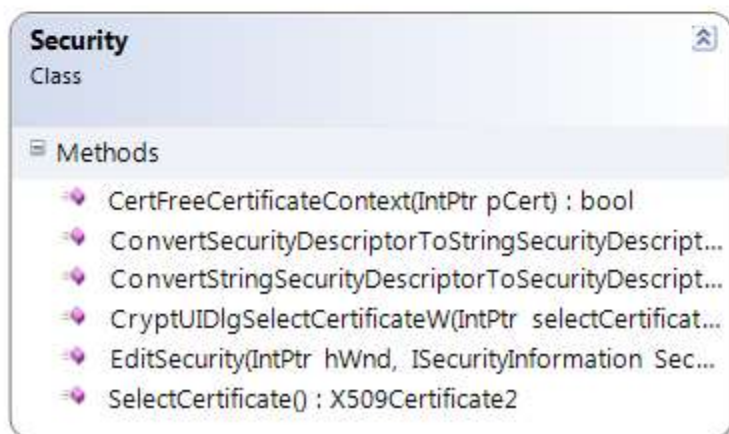 Security
Class
Methods
CertFreeCertificateContext(IntPtr pCert) : bool
ConvertSecurityDescriptorToStringSecurityDescript...
ConvertStringSecurityDescriptorToSecurityDescript...
CryptUIDlgSelectCertificateW(IntPtr selectCertificat...
EditSecurity(IntPtr hWnd, ISecurityInformation Sec...
SelectCertificate() : X509Certificate2